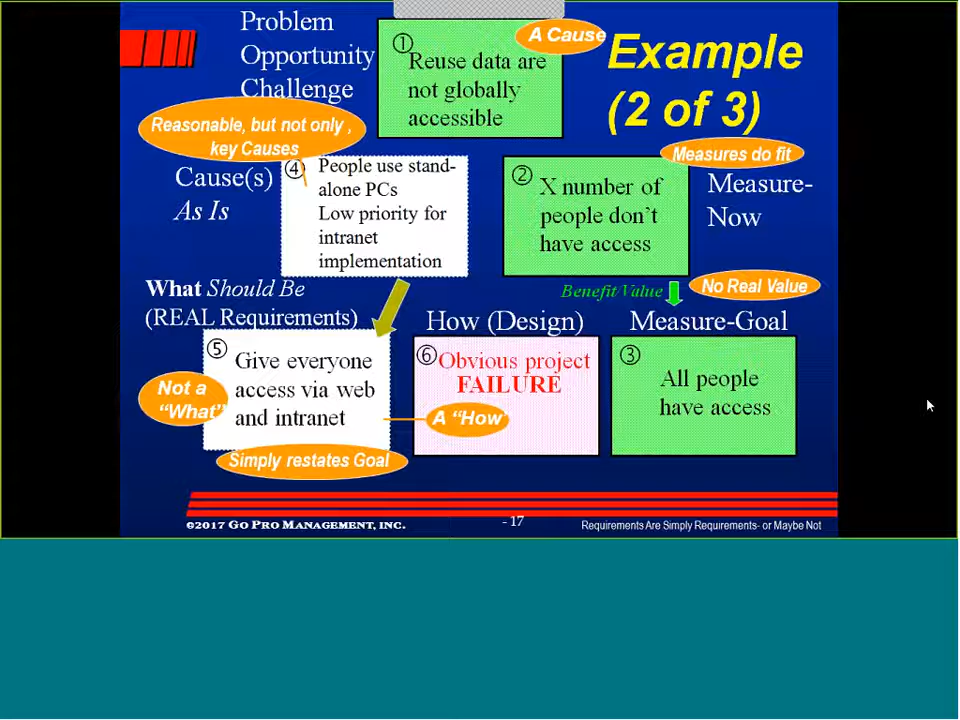 Problem
Opportunity
Challenge
①
Reuse data are
not globally
accessible
A Cause
Example
(2 of 3)
Reasonable, but not only ,
key Causes
Measures do fit
Cause(s)
As Is
④
People use stand-
alone PCs
Low priority for
intranet
implementation
②
X number of
people don't
have access
Measure-
Now
What Should Be
(REAL Requirements)
Benefit/Value
No Real Value
How (Design)
Measure-Goal
⑤
Give everyone
access via web
and intranet
Not a
“What”
A “How”
Simply restates Goal
⑥
Obvious project
FAILURE
③
All people
have access
©2017 GO PRO MANAGEMENT, INC.
- 17
Requirements Are Simply Requirements- or Maybe Not